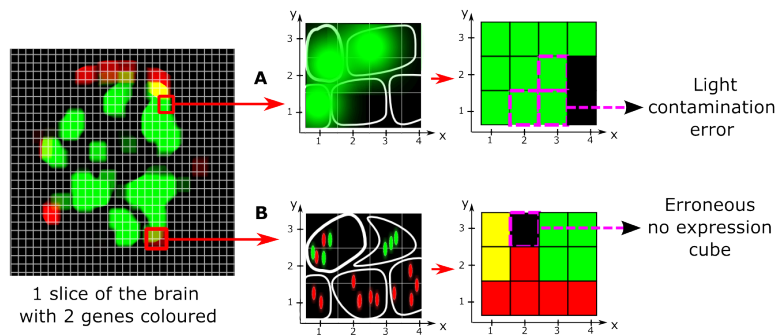 1 slice of the brain
with 2 genes coloured
A
y
3
2
1
1 2 3 4
x
y
3
2
1
1 2 3 4
x
Light
contamination
error
B
y
3
2
1
1 2 3 4
x
y
3
2
1
1 2 3 4
x
Erroneous
no expression
cube